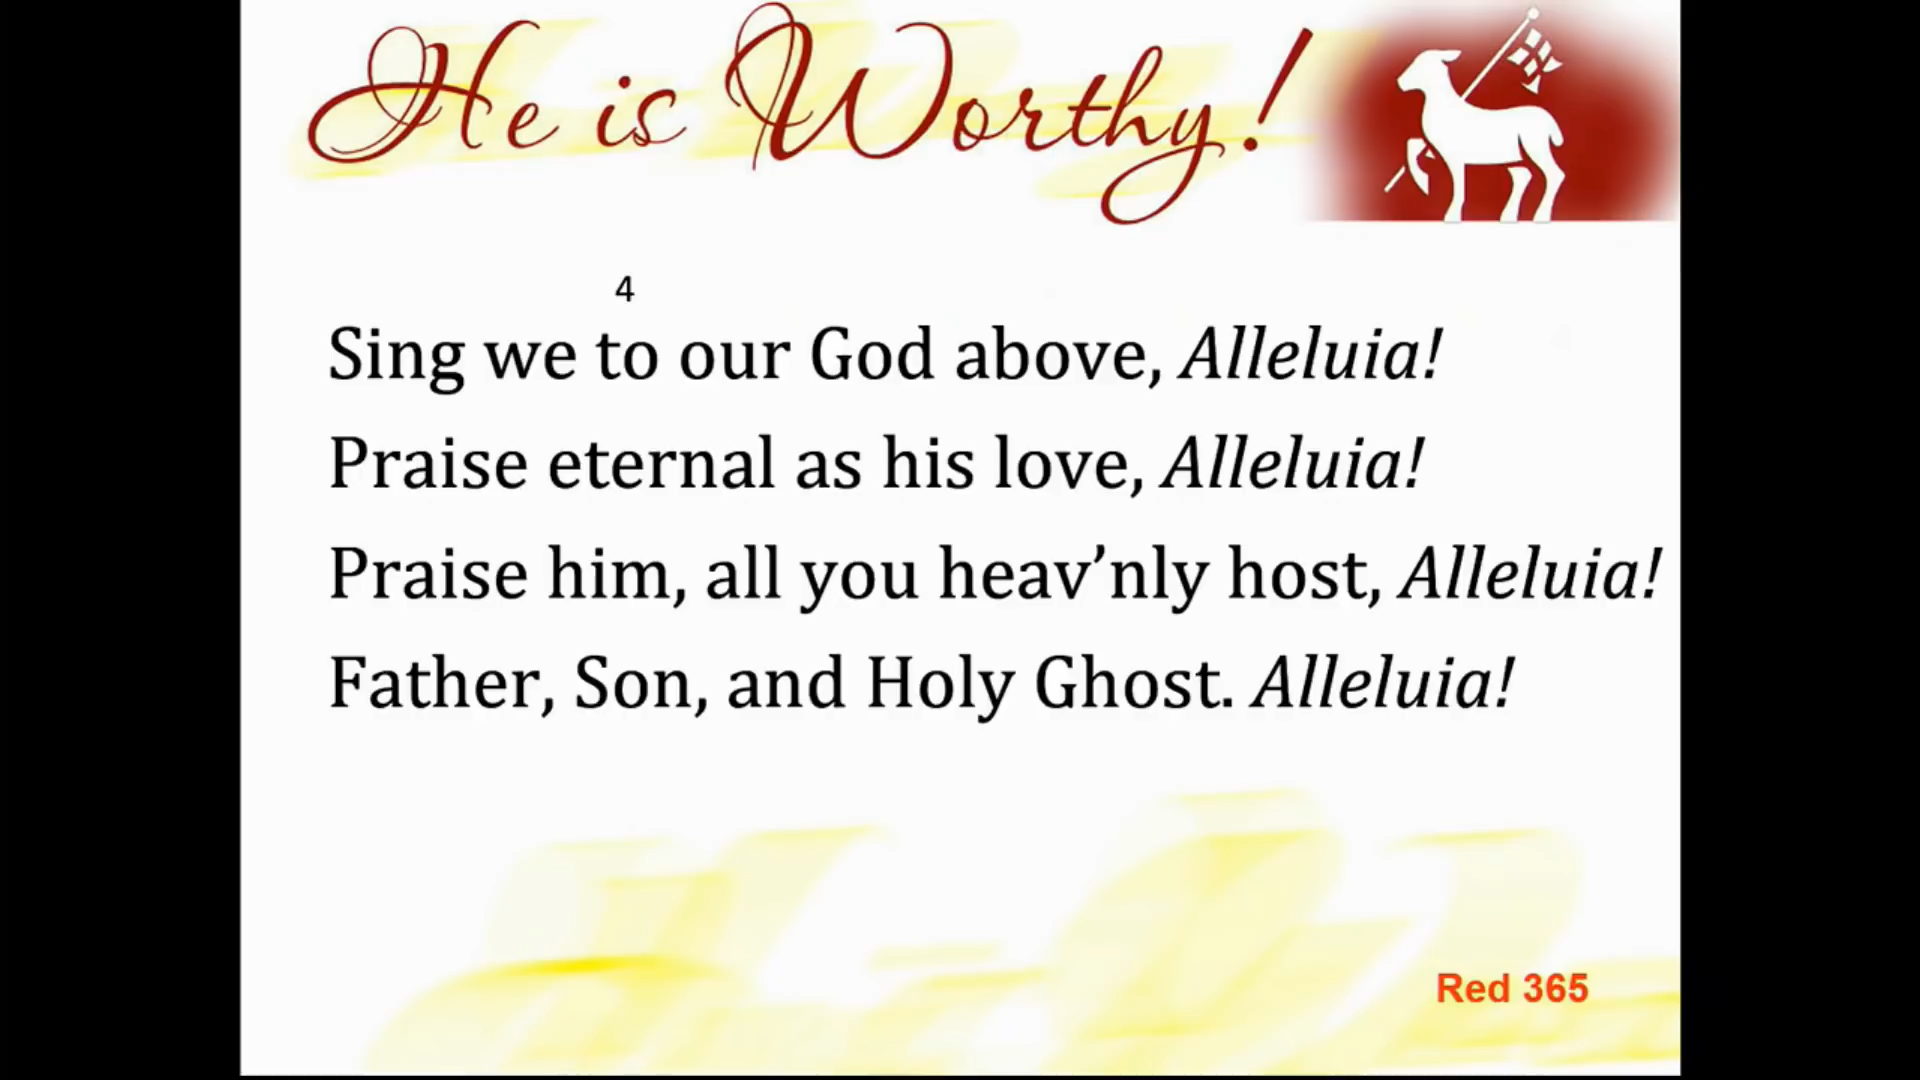 He is Worthy!
4
Sing we to our God above, Alleluia!
Praise eternal as his love, Alleluia!
Praise him, all you heav’nly host, Alleluia!
Father, Son, and Holy Ghost. Alleluia!
Red 365